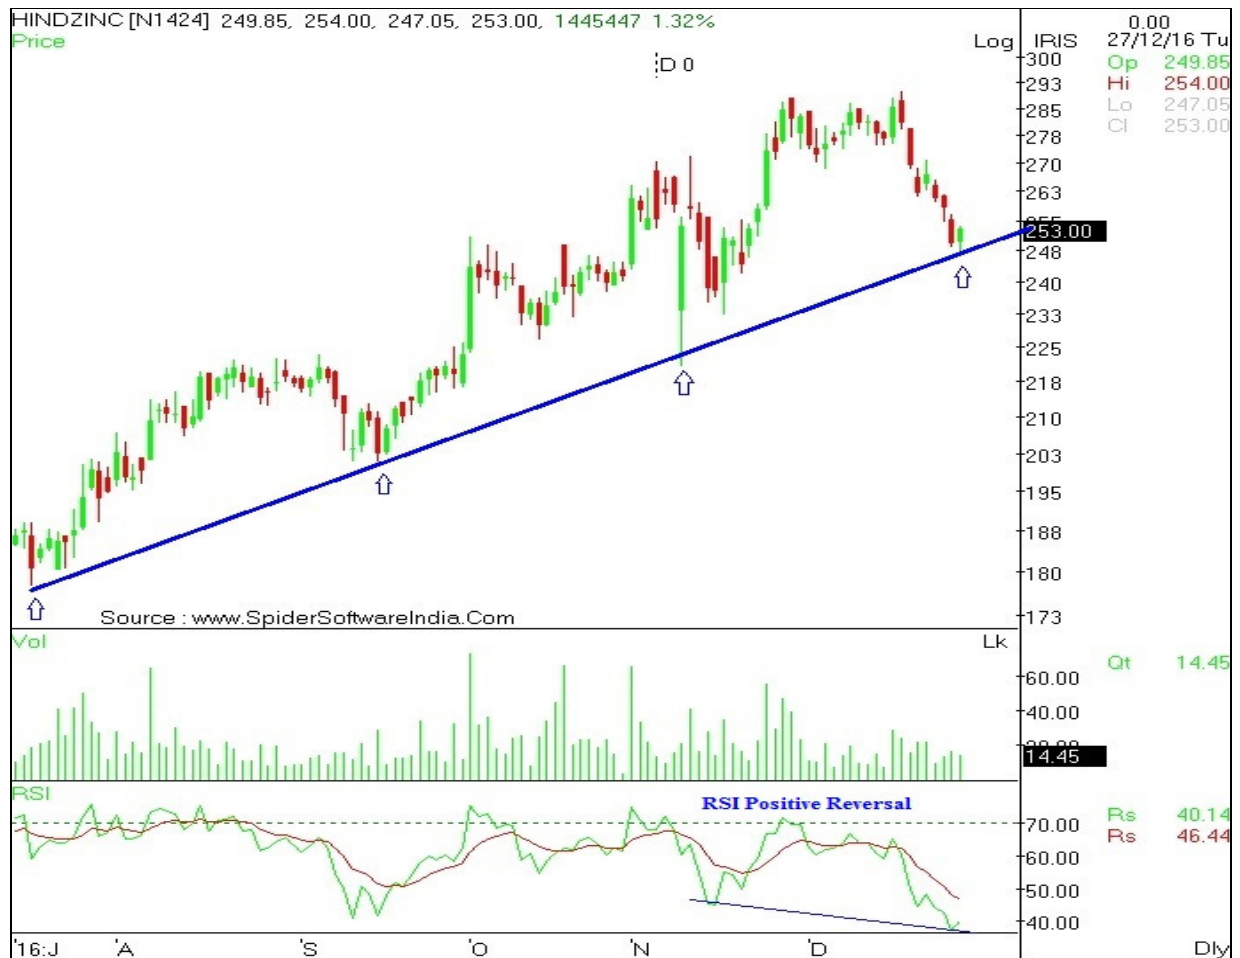 HINDZINC [N1424] 249.85, 254.00, 247.05, 253.00, 1445447 1.32%
0.00
Price
Log
IRIS
27/12/16 Tu
D 0
Op 249.85
Hi 254.00
Lo 247.05
Cl 253.00
300
293
285
278
270
263
255
253.00
248
240
233
225
218
210
203
195
188
180
173
Source : www.SpiderSoftwareIndia.Com
Vol
Lk
Qt 14.45
60.00
40.00
14.45
RSI
RSI Positive Reversal
Rs 40.14
Rs 46.44
70.00
60.00
50.00
40.00
'16:J 'A 'S 'O 'N 'D
Dly